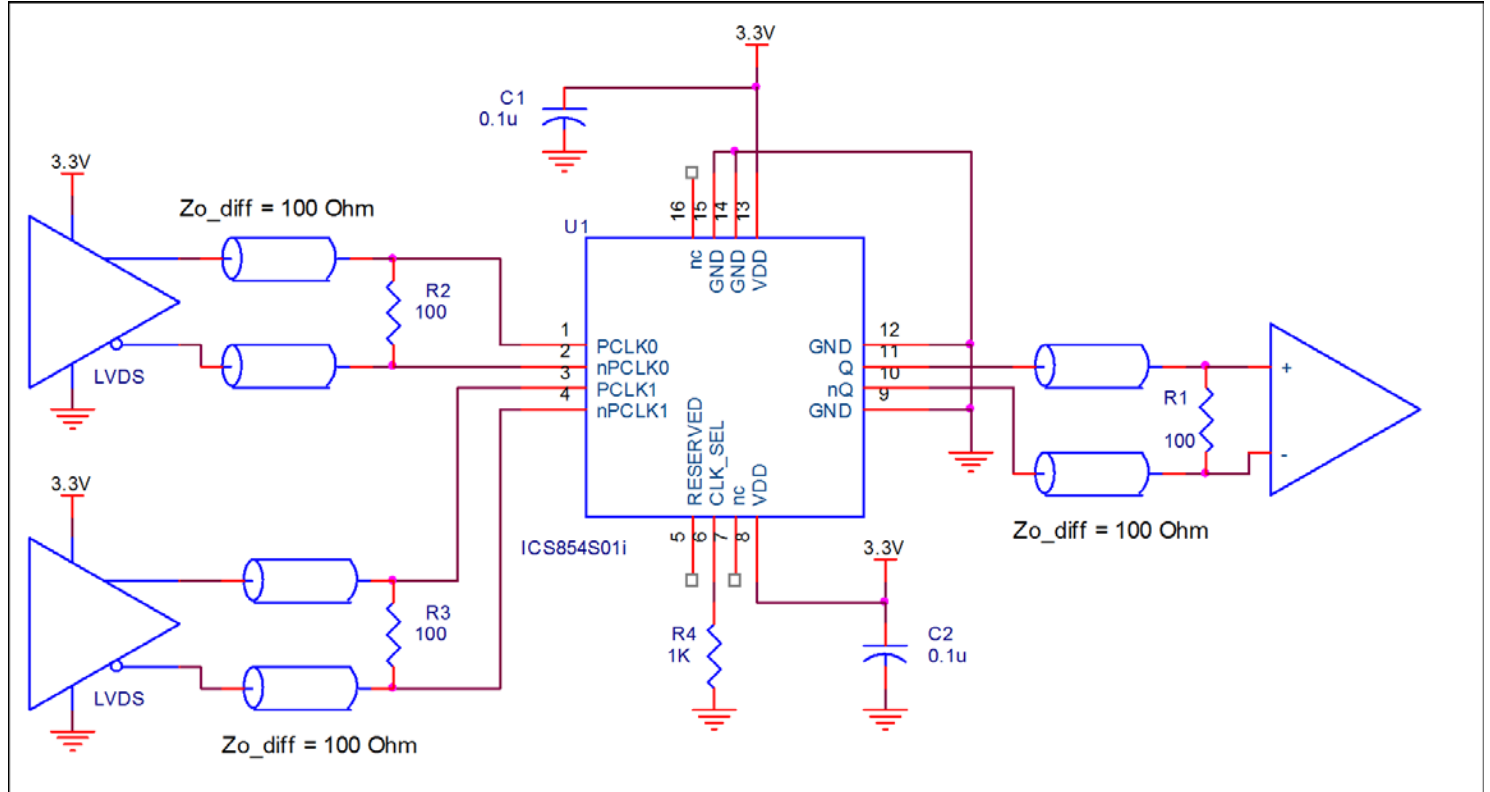 3.3V
C1
0.1u
3.3V
Zo_diff = 100 Ohm
16
15
14
13
U1
nc
GND
GND
VDD
R2
100
1
PCLK0
2
nPCLK0
3
PCLK1
4
nPCLK1
LVDS
12
GND
11
Q
10
nQ
9
GND
+
R1
100
-
RESERVED
CLK_SEL
nc
VDD
3.3V
5
6
7
8
ICS854S01i
Zo_diff = 100 Ohm
3.3V
R3
100
R4
1K
C2
0.1u
LVDS
Zo_diff = 100 Ohm